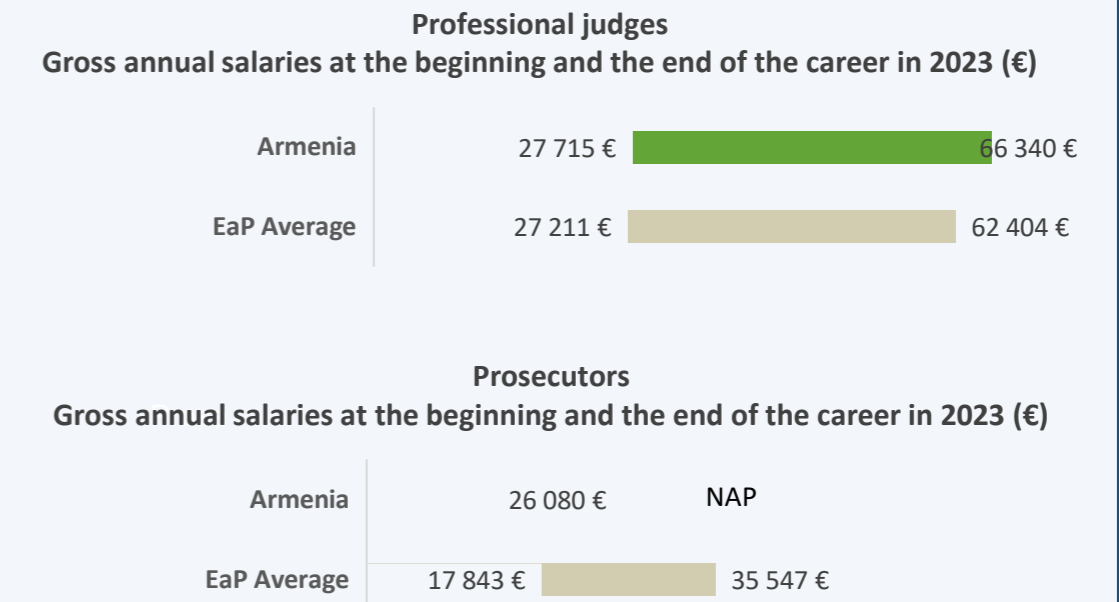 Professional judges
Gross annual salaries at the beginning and the end of the career in 2023 (€)
Armenia 27 715 € 66 340 €
EaP Average 27 211 € 62 404 €
Prosecutors
Gross annual salaries at the beginning and the end of the career in 2023 (€)
Armenia 26 080 € NAP
EaP Average 17 843 € 35 547 €